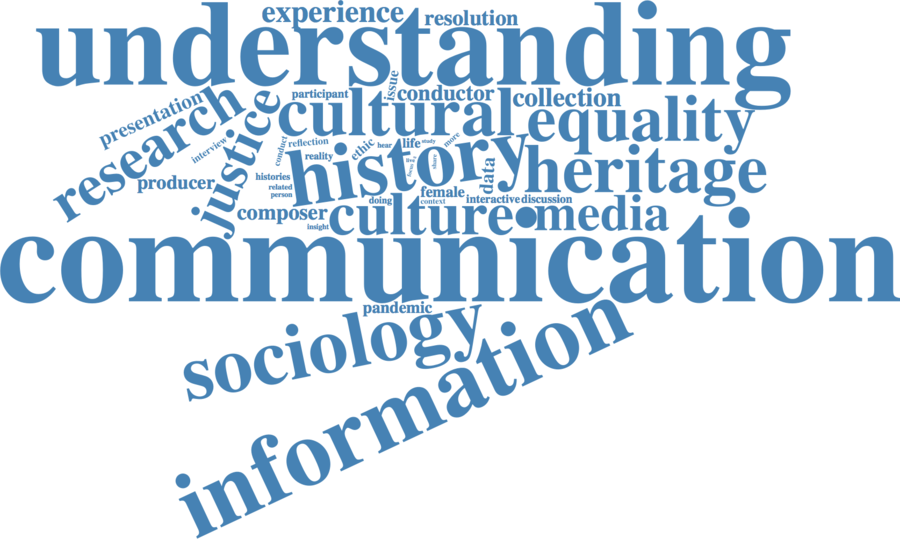 experience
resolution
understanding
issue
participant
conductor
collection
presentation
research
cultural
equality
justice
interview
conduct
reflection
ethic
hear
life
study
more
reality
history
share
data
heritage
histories
related
person
producer
female
context
doing
interactive
discussion
composer
insight
culture
media
communication
pandemic
sociology
information